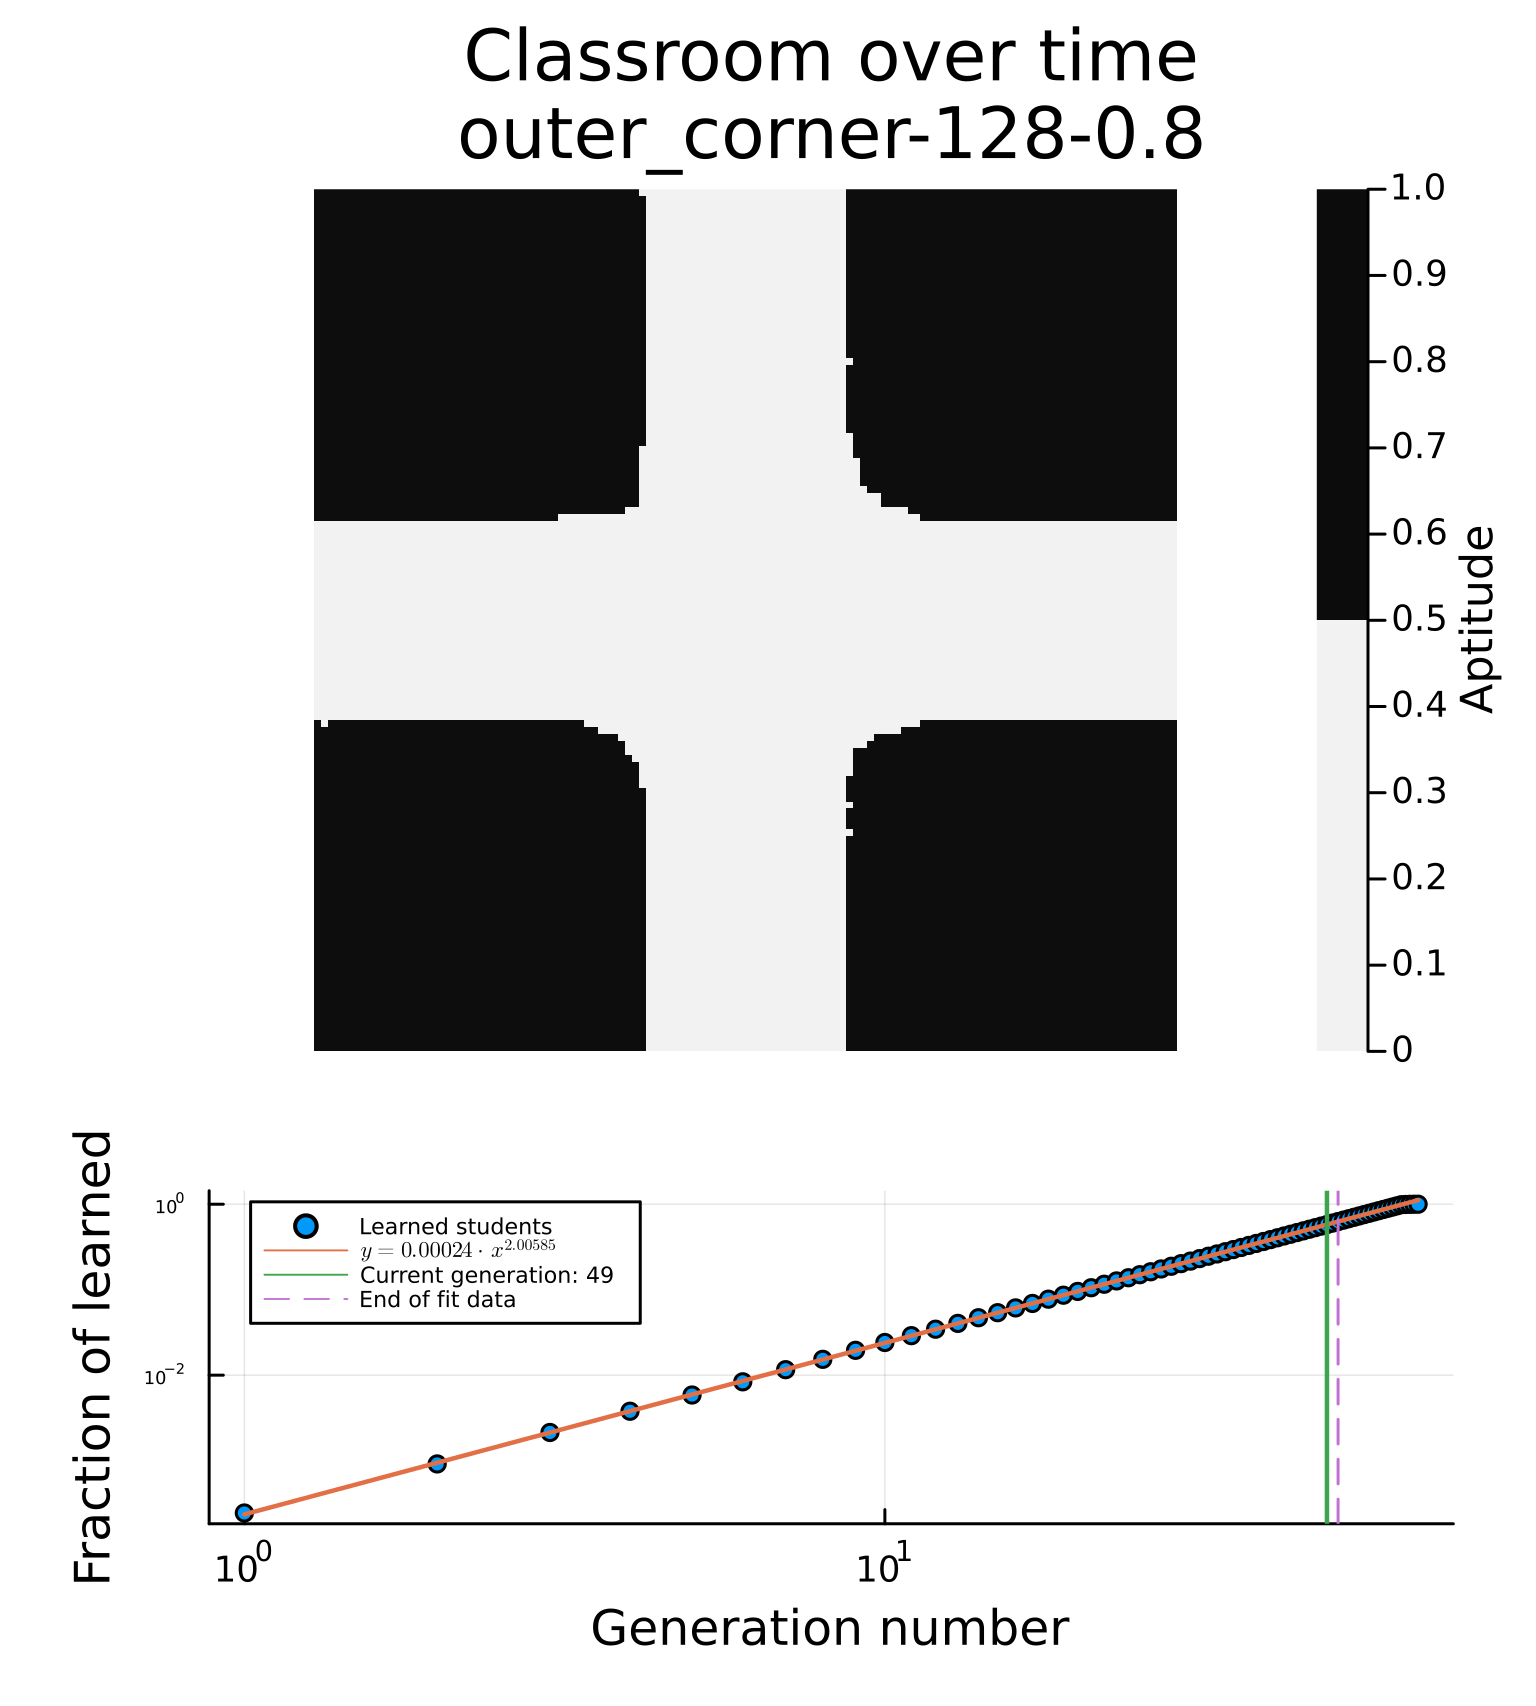 Classroom over time
outer_corner-128-0.8
1.0
0.9
0.8
0.7
0.6
0.5
0.4
0.3
0.2
0.1
0
Aptitude
Fraction of learned
10⁰
10⁻²
Learned students
y = 0.00024 · x^2.00585
Current generation: 49
End of fit data
10⁰
10¹
Generation number